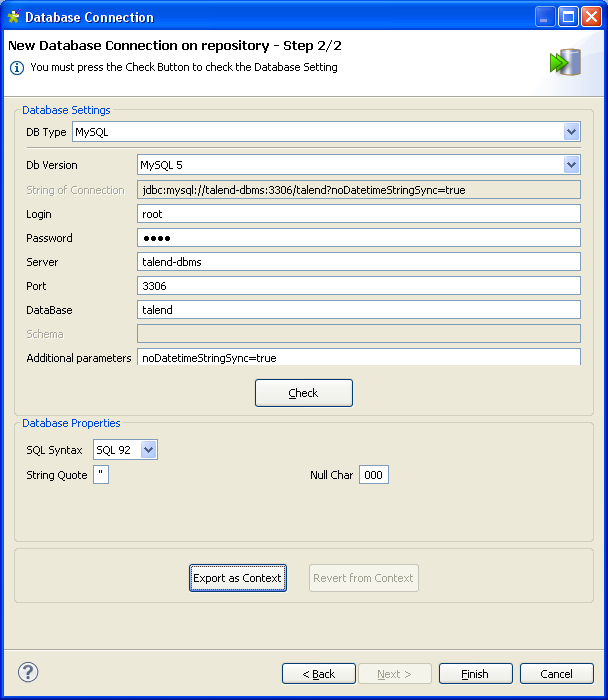 Database Connection
New Database Connection on repository - Step 2/2
You must press the Check Button to check the Database Setting
Database Settings
DB Type MySQL
Db Version MySQL 5
String of Connection jdbc:mysql://talend-dbms:3306/talend?noDatetimeStringSync=true
Login root
Password ●●●●
Server talend-dbms
Port 3306
DataBase talend
Schema
Additional parameters noDatetimeStringSync=true
Check
Database Properties
SQL Syntax SQL 92
String Quote " Null Char 000
Export as Context Revert from Context
? < Back Next > Finish Cancel